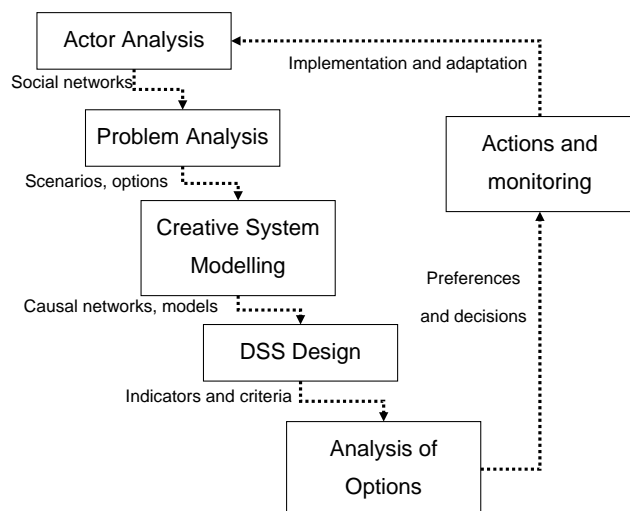 Actor Analysis
Implementation and adaptation
Social networks
Problem Analysis
Actions and
monitoring
Scenarios, options
Creative System
Modelling
Preferences
and decisions
Causal networks, models
DSS Design
Indicators and criteria
Analysis of
Options